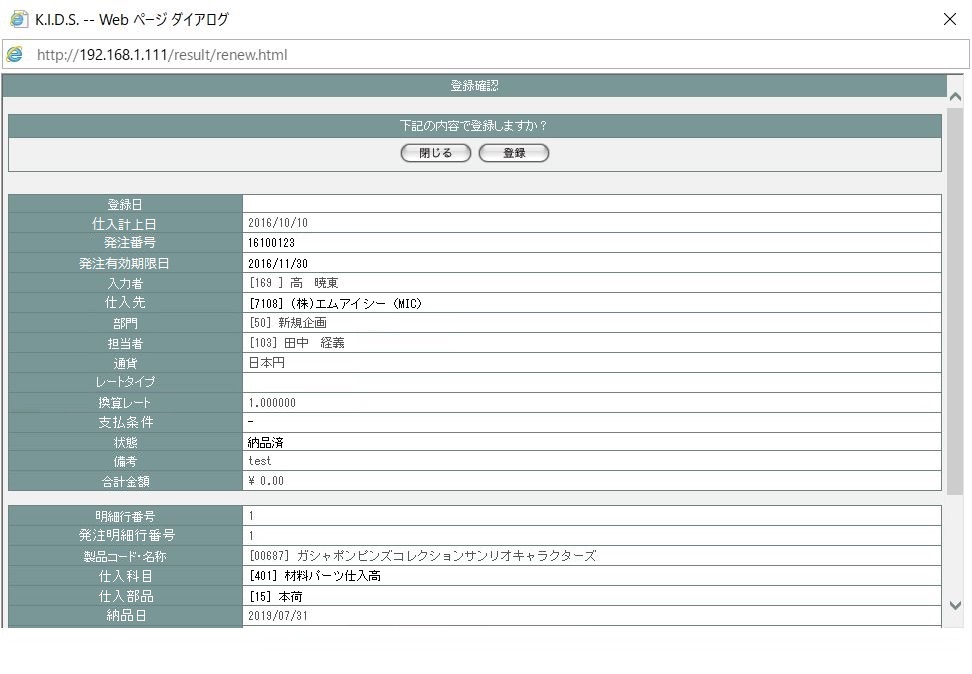 K.I.D.S. -- Web ページ ダイアログ
http://192.168.1.111/result/renew.html
登録確認
下記の内容で登録しますか？
閉じる 登録
登録日
仕入計上日 2016/10/10
発注番号 16100123
発注有効期限日 2016/11/30
入力者 [169 ] 高　暁東
仕入先 [7108] (株)エムアイシー (MIC)
部門 [50] 新規企画
担当者 [103] 田中　経義
通貨 日本円
レートタイプ
換算レート 1.000000
支払条件 -
状態 納品済
備考 test
合計金額 ¥ 0.00
明細行番号 1
発注明細行番号 1
製品コード・名称 [00687] ガシャポンピンズコレクションサンリオキャラクターズ
仕入科目 [401] 材料パーツ仕入高
仕入部品 [15] 本荷
納品日 2019/07/31